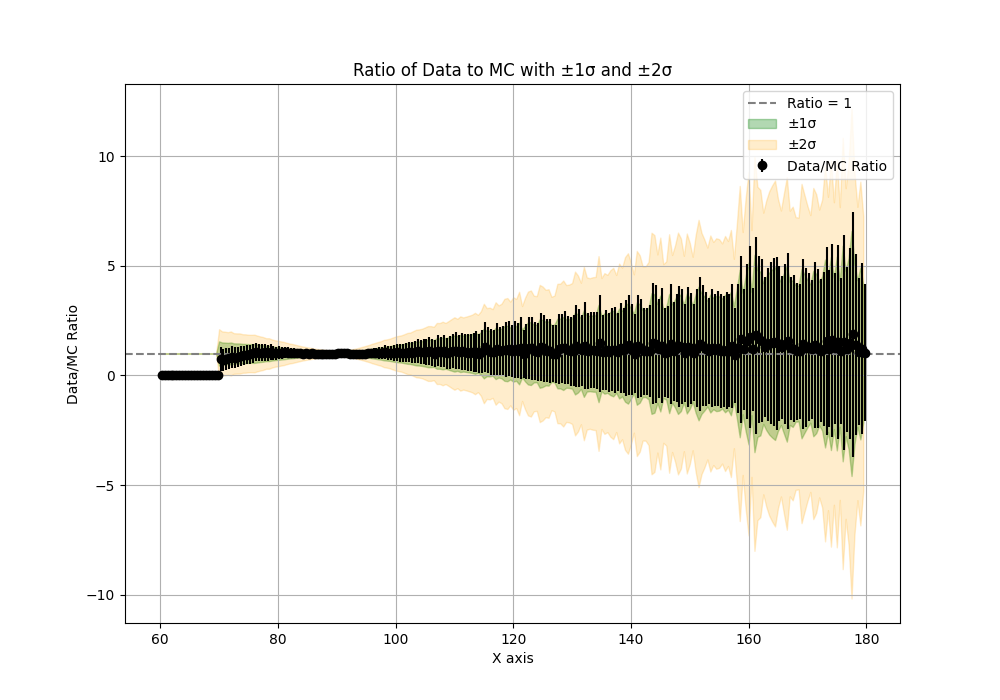 Ratio of Data to MC with ±1σ and ±2σ
Ratio = 1
±1σ
±2σ
Data/MC Ratio
Data/MC Ratio
10
5
0
−5
−10
60
80
100
120
140
160
180
X axis